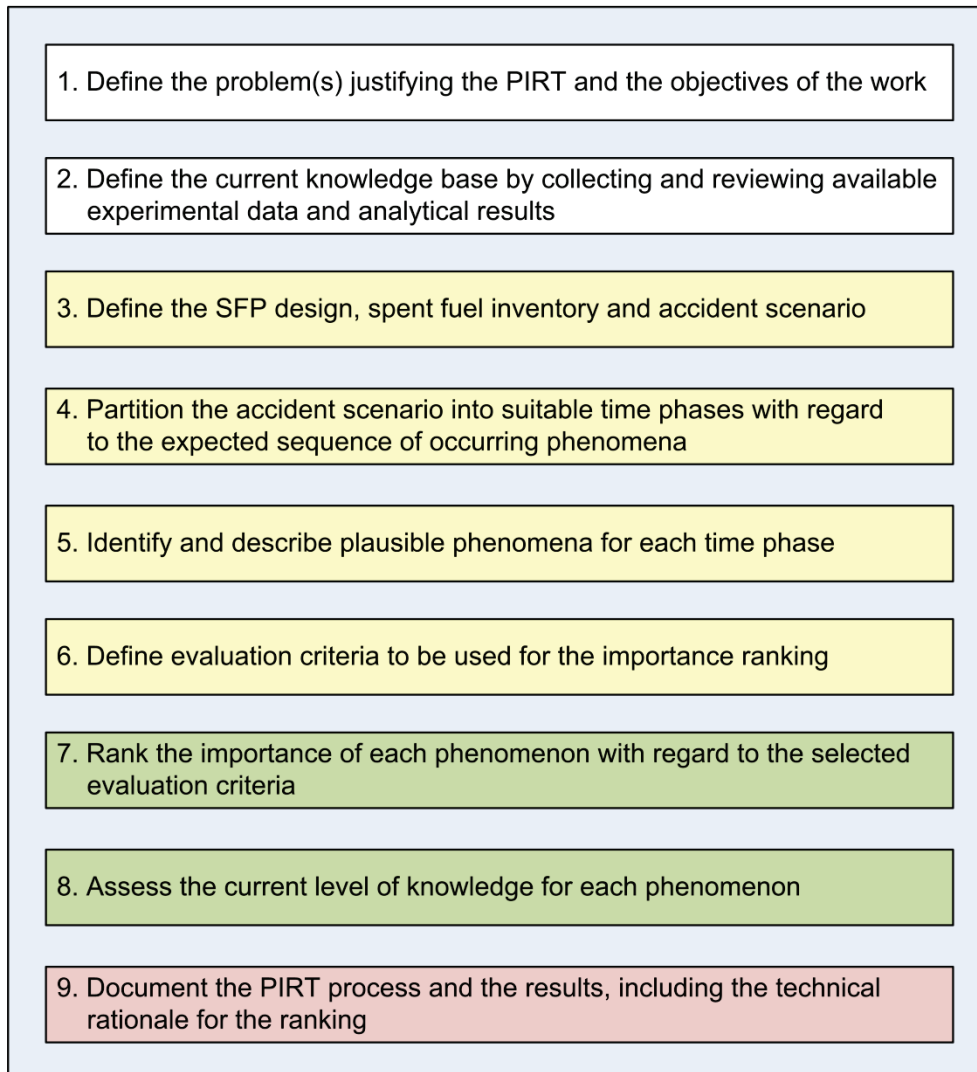 1. Define the problem(s) justifying the PIRT and the objectives of the work
2. Define the current knowledge base by collecting and reviewing available
experimental data and analytical results
3. Define the SFP design, spent fuel inventory and accident scenario
4. Partition the accident scenario into suitable time phases with regard
to the expected sequence of occurring phenomena
5. Identify and describe plausible phenomena for each time phase
6. Define evaluation criteria to be used for the importance ranking
7. Rank the importance of each phenomenon with regard to the selected
evaluation criteria
8. Assess the current level of knowledge for each phenomenon
9. Document the PIRT process and the results, including the technical
rationale for the ranking